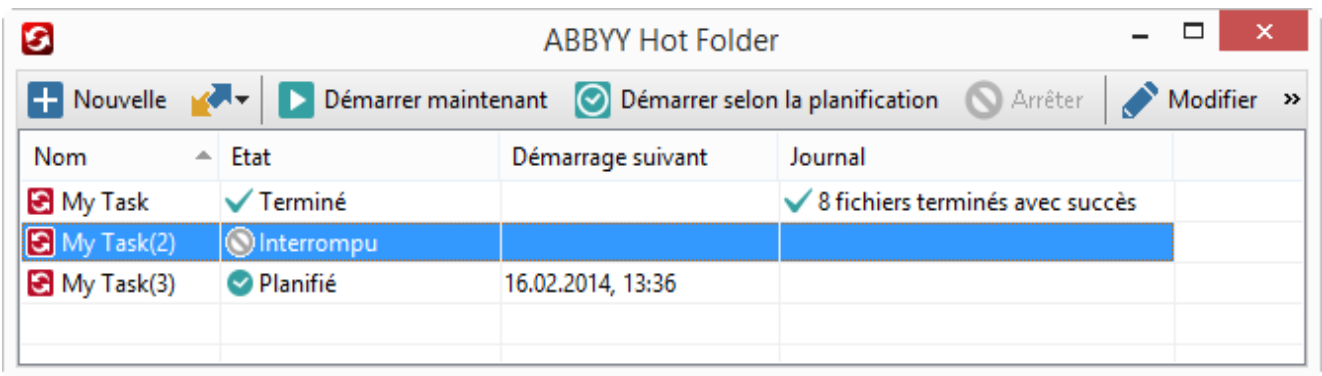 ABBYY Hot Folder
Nouvelle Démarrer maintenant Démarrer selon la planification Arrêter Modifier »
Nom Etat Démarrage suivant Journal
My Task Terminé 8 fichiers terminés avec succès
My Task(2) Interrompu
My Task(3) Planifié 16.02.2014, 13:36